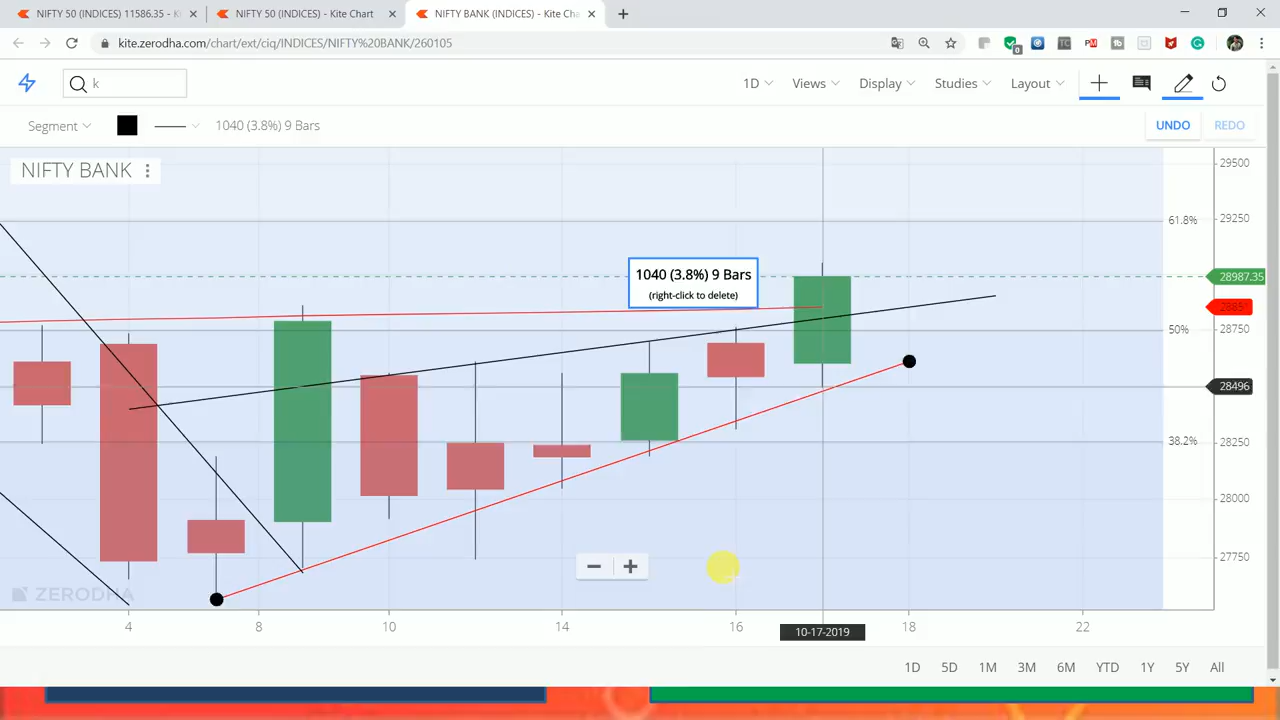 NIFTY 50 (INDICES) 11586.35 - K
NIFTY 50 (INDICES) - Kite Chart
NIFTY BANK (INDICES) - Kite Cha
kite.zerodha.com/chart/ext/ciq/INDICES/NIFTY%20BANK/260105
k
1D
Views
Display
Studies
Layout
Segment
1040 (3.8%) 9 Bars
UNDO
REDO
NIFTY BANK
29500
61.8%
29250
1040 (3.8%) 9 Bars
(right-click to delete)
28987.35
50%
28750
28496
38.2%
28250
28000
27750
ZERODHA
4
8
10
14
16
10-17-2019
18
22
1D
5D
1M
3M
6M
YTD
1Y
5Y
All